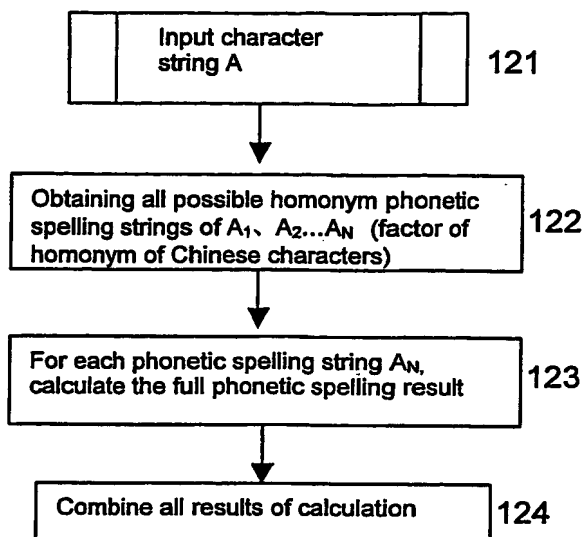 Input character
string A
121
Obtaining all possible homonym phonetic
spelling strings of A₁、A₂...A_N (factor of
homonym of Chinese characters)
122
For each phonetic spelling string A_N,
calculate the full phonetic spelling result
123
Combine all results of calculation
124